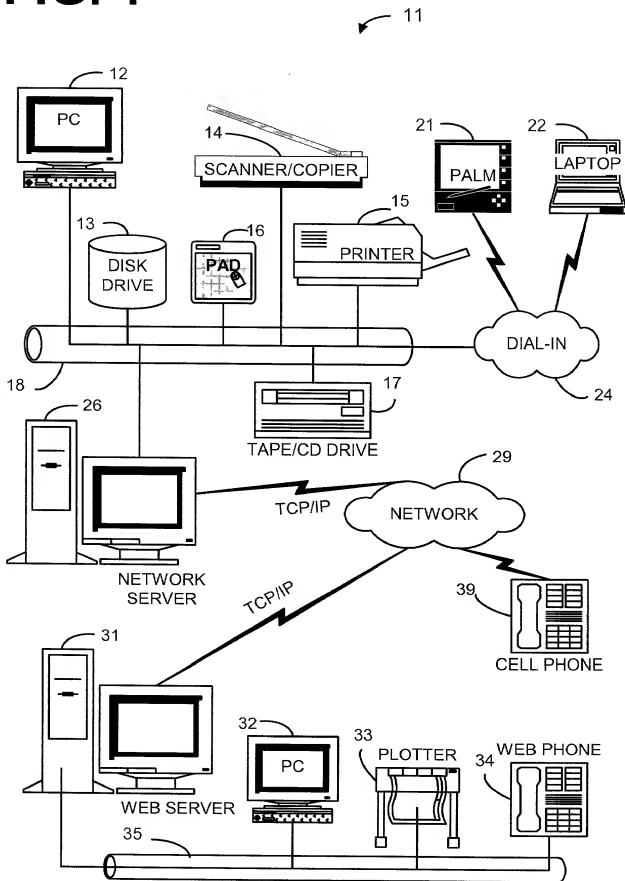 11
12
PC
14
SCANNER/COPIER
21
PALM
22
LAPTOP
13
DISK
DRIVE
16
PAD
15
PRINTER
18
DIAL-IN
24
17
TAPE/CD DRIVE
26
NETWORK
SERVER
TCP/IP
29
NETWORK
TCP/IP
39
CELL PHONE
31
WEB SERVER
32
PC
33
PLOTTER
34
WEB PHONE
35